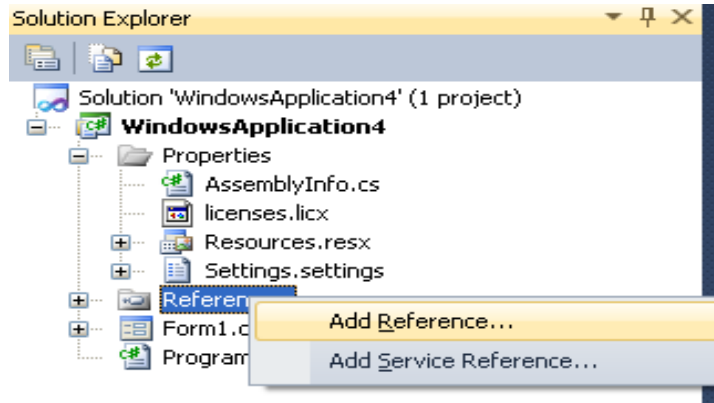 Solution Explorer
Solution 'WindowsApplication4' (1 project)
WindowsApplication4
Properties
AssemblyInfo.cs
licenses.licx
Resources.resx
Settings.settings
Referen
Add Reference...
Form1.c
Add Service Reference...
Program